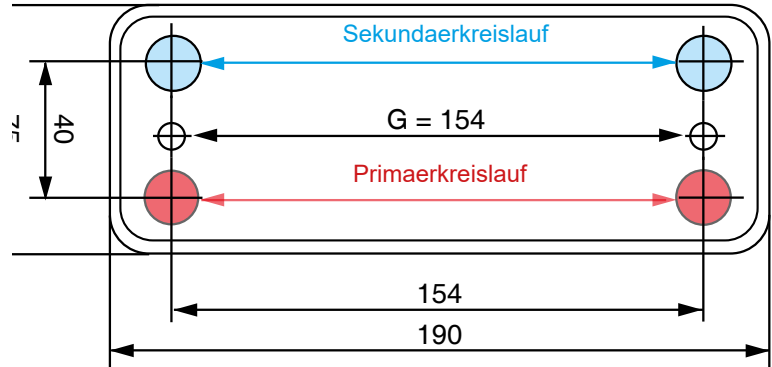 Sekundaerkreislauf
G = 154
40
Primaerkreislauf
154
190